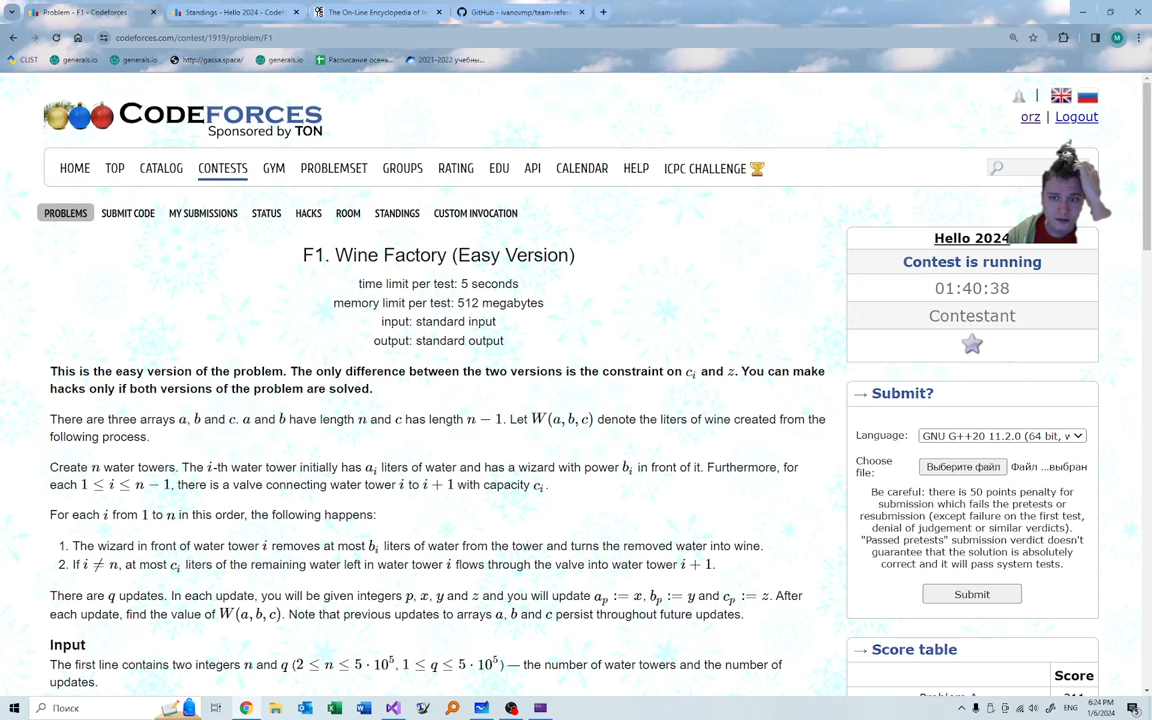 Problem - F1 - Codeforces
Standings - Hello 2024 - Codef
The On-Line Encyclopedia of In
GitHub - ivanovmp/team-refer
codeforces.com/contest/1919/problem/F1
M
CLIST
generals.io
generals.io
http://gassa.space/
generals.io
Расписание осень...
2021-2022 учебны...
CODEFORCES
Sponsored by TON
|
orz | Logout
HOME
TOP
CATALOG
CONTESTS
GYM
PROBLEMSET
GROUPS
RATING
EDU
API
CALENDAR
HELP
ICPC CHALLENGE
PROBLEMS
SUBMIT CODE
MY SUBMISSIONS
STATUS
HACKS
ROOM
STANDINGS
CUSTOM INVOCATION
F1. Wine Factory (Easy Version)
time limit per test: 5 seconds
memory limit per test: 512 megabytes
input: standard input
output: standard output
This is the easy version of the problem. The only difference between the two versions is the constraint on c_i and z. You can make
hacks only if both versions of the problem are solved.
There are three arrays a, b and c. a and b have length n and c has length n − 1. Let W(a, b, c) denote the liters of wine created from the
following process.
Create n water towers. The i-th water tower initially has a_i liters of water and has a wizard with power b_i in front of it. Furthermore, for
each 1 ≤ i ≤ n − 1, there is a valve connecting water tower i to i + 1 with capacity c_i.
For each i from 1 to n in this order, the following happens:
1. The wizard in front of water tower i removes at most b_i liters of water from the tower and turns the removed water into wine.
2. If i ≠ n, at most c_i liters of the remaining water left in water tower i flows through the valve into water tower i + 1.
There are q updates. In each update, you will be given integers p, x, y and z and you will update a_p := x, b_p := y and c_p := z. After
each update, find the value of W(a, b, c). Note that previous updates to arrays a, b and c persist throughout future updates.
Input
The first line contains two integers n and q (2 ≤ n ≤ 5 · 10^5, 1 ≤ q ≤ 5 · 10^5) — the number of water towers and the number of
updates.
Hello 2024
Contest is running
01:40:38
Contestant
→ Submit?
Language:
GNU G++20 11.2.0 (64 bit, v
Choose
file:
Выберите файл
Файл ...выбран
Be careful: there is 50 points penalty for
submission which fails the pretests or
resubmission (except failure on the first test,
denial of judgement or similar verdicts).
"Passed pretests" submission verdict doesn't
guarantee that the solution is absolutely
correct and it will pass system tests.
Submit
→ Score table
Score
Поиск
ENG
6:24 PM
1/6/2024